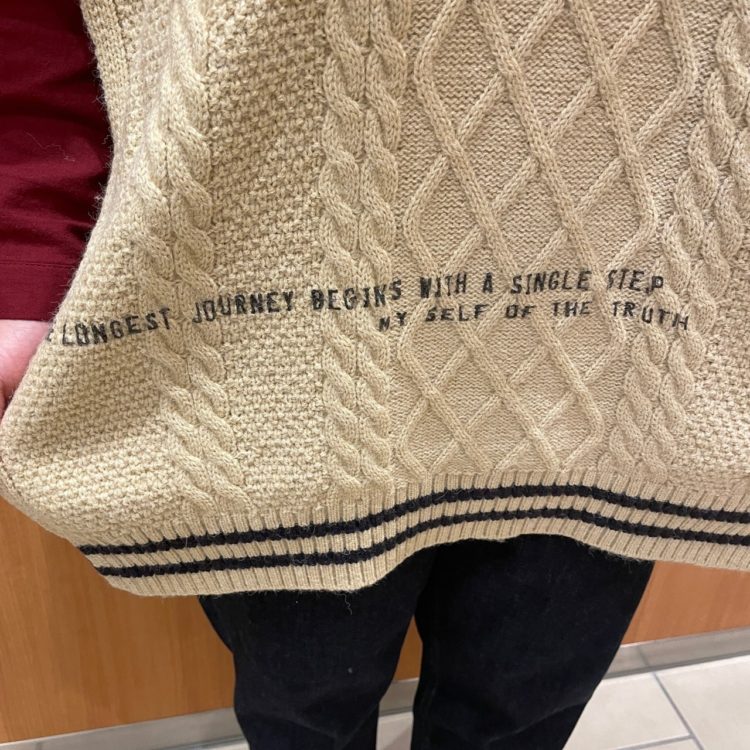 LONGEST JOURNEY BEGINS WITH A SINGLE STEP
MY SELF OF THE TRUTH